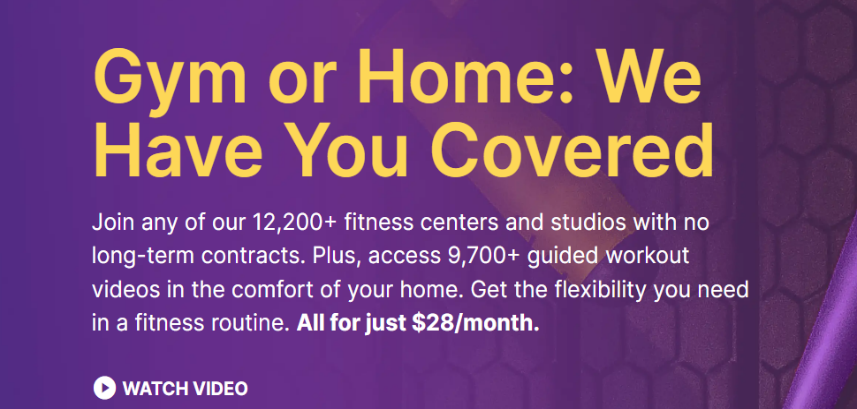 Gym or Home: We
Have You Covered
Join any of our 12,200+ fitness centers and studios with no
long-term contracts. Plus, access 9,700+ guided workout
videos in the comfort of your home. Get the flexibility you need
in a fitness routine. All for just $28/month.
WATCH VIDEO